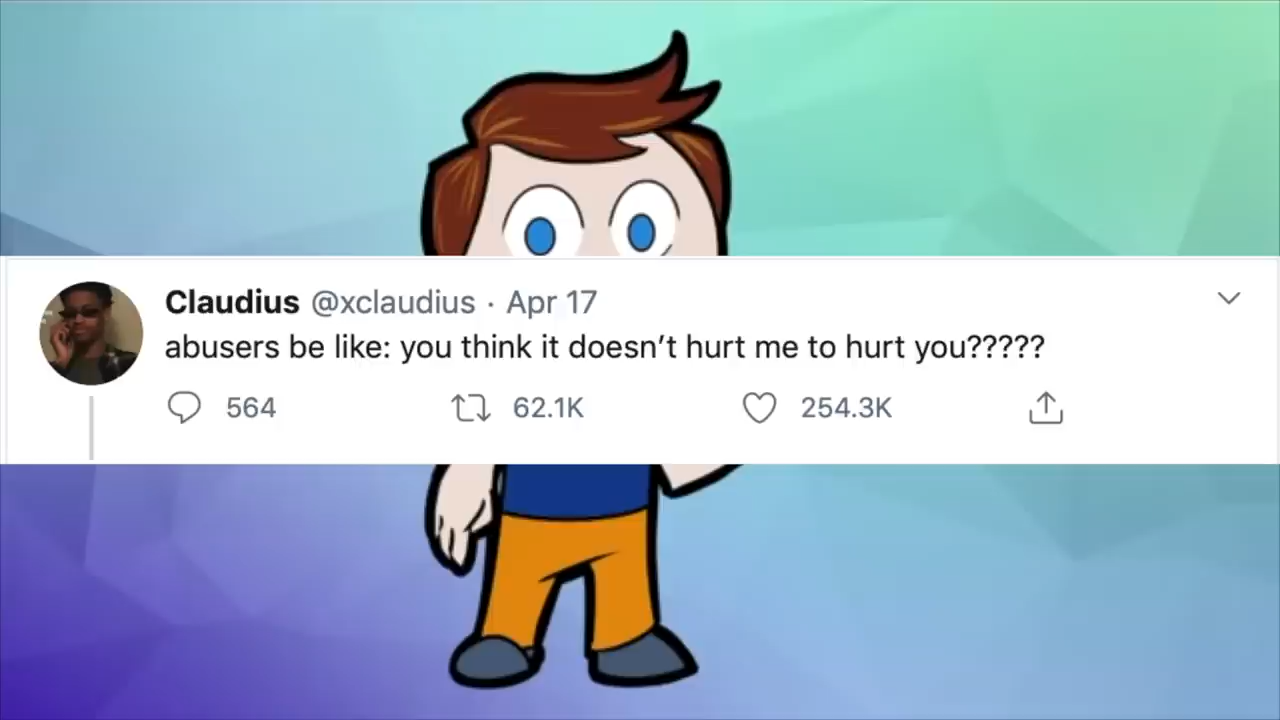 Claudius @xclaudius · Apr 17
abusers be like: you think it doesn’t hurt me to hurt you?????
564 62.1K 254.3K